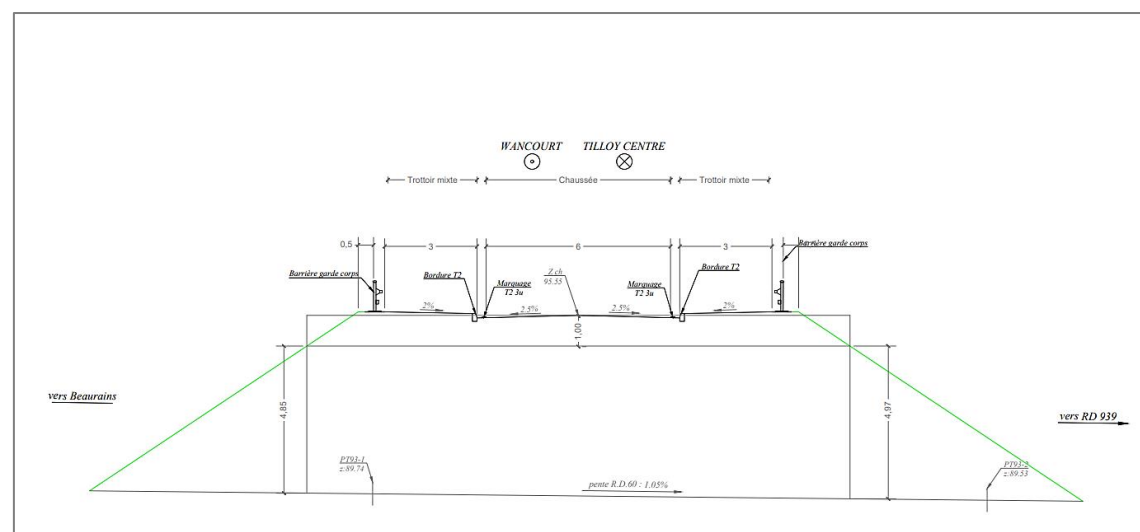 WANCOURT TILLOY CENTRE
Trottoir mixte Chaussée Trottoir mixte
0,5 3 6 3
Barrière garde corps
Barrière garde corps
Bordure T2
Marquage
T2 3u
Z ch
95.55
Marquage
T2 3u
Bordure T2
2% 2.5% 2.5% 2%
1,00
vers Beaurains
4,85
4,97
vers RD 939
PT93-1
z:89.74
pente R.D.60 : 1.05%
PT93-2
z:89.53